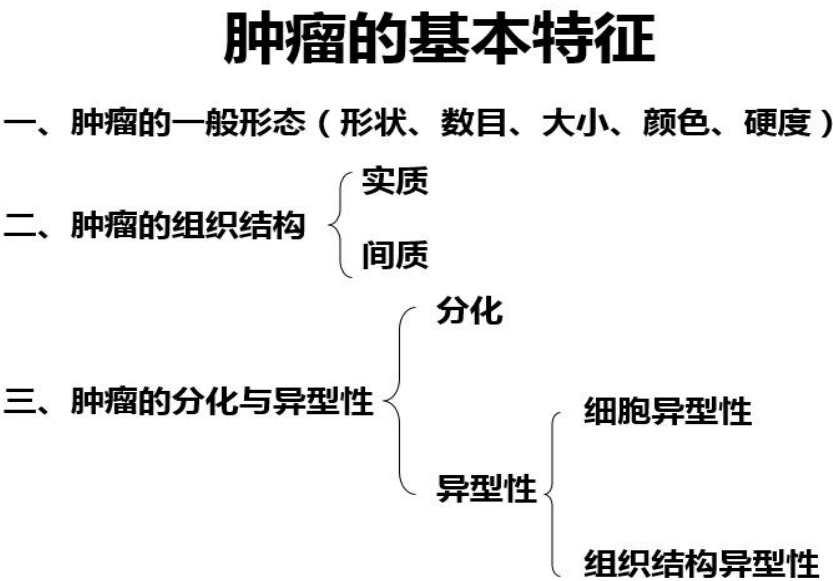 肿瘤的基本特征
一、肿瘤的一般形态（形状、数目、大小、颜色、硬度）
实质
二、肿瘤的组织结构
间质
分化
三、肿瘤的分化与异型性
细胞异型性
异型性
组织结构异型性